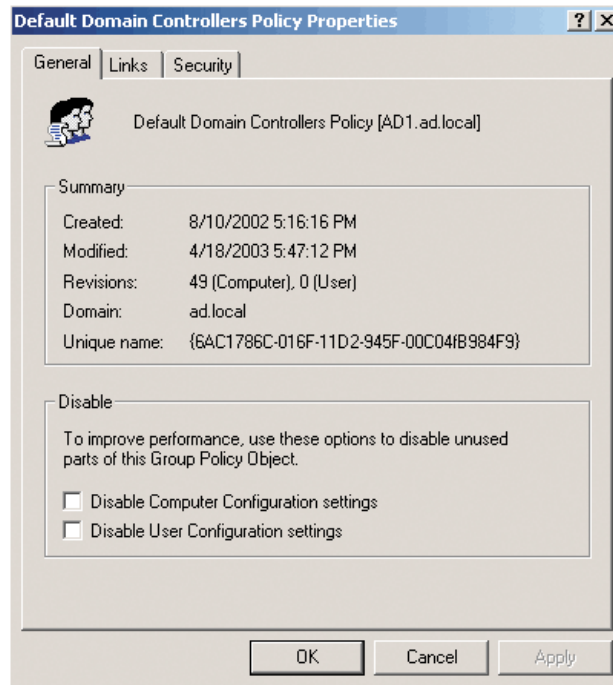 Default Domain Controllers Policy Properties
General
Links
Security
Default Domain Controllers Policy [AD1.ad.local]
Summary
Created: 8/10/2002 5:16:16 PM
Modified: 4/18/2003 5:47:12 PM
Revisions: 49 (Computer), 0 (User)
Domain: ad.local
Unique name: {6AC1786C-016F-11D2-945F-00C04fB984F9}
Disable
To improve performance, use these options to disable unused
parts of this Group Policy Object.
Disable Computer Configuration settings
Disable User Configuration settings
OK
Cancel
Apply